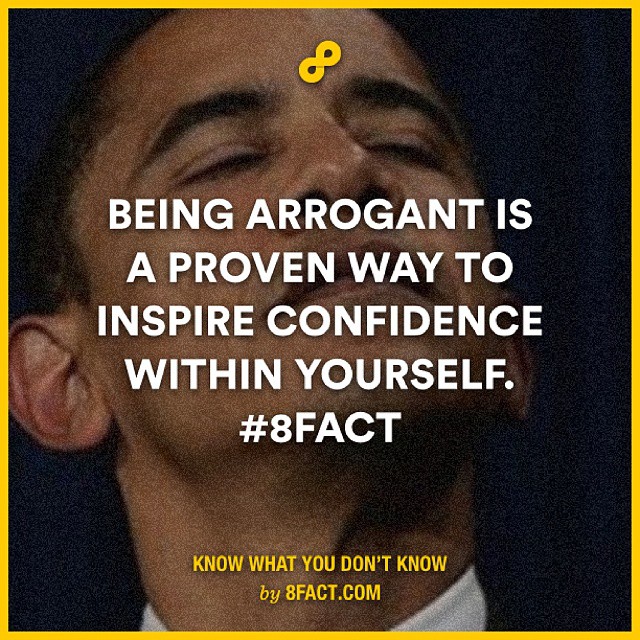 BEING ARROGANT IS
A PROVEN WAY TO
INSPIRE CONFIDENCE
WITHIN YOURSELF.
#8FACT
KNOW WHAT YOU DON'T KNOW
by 8FACT.COM